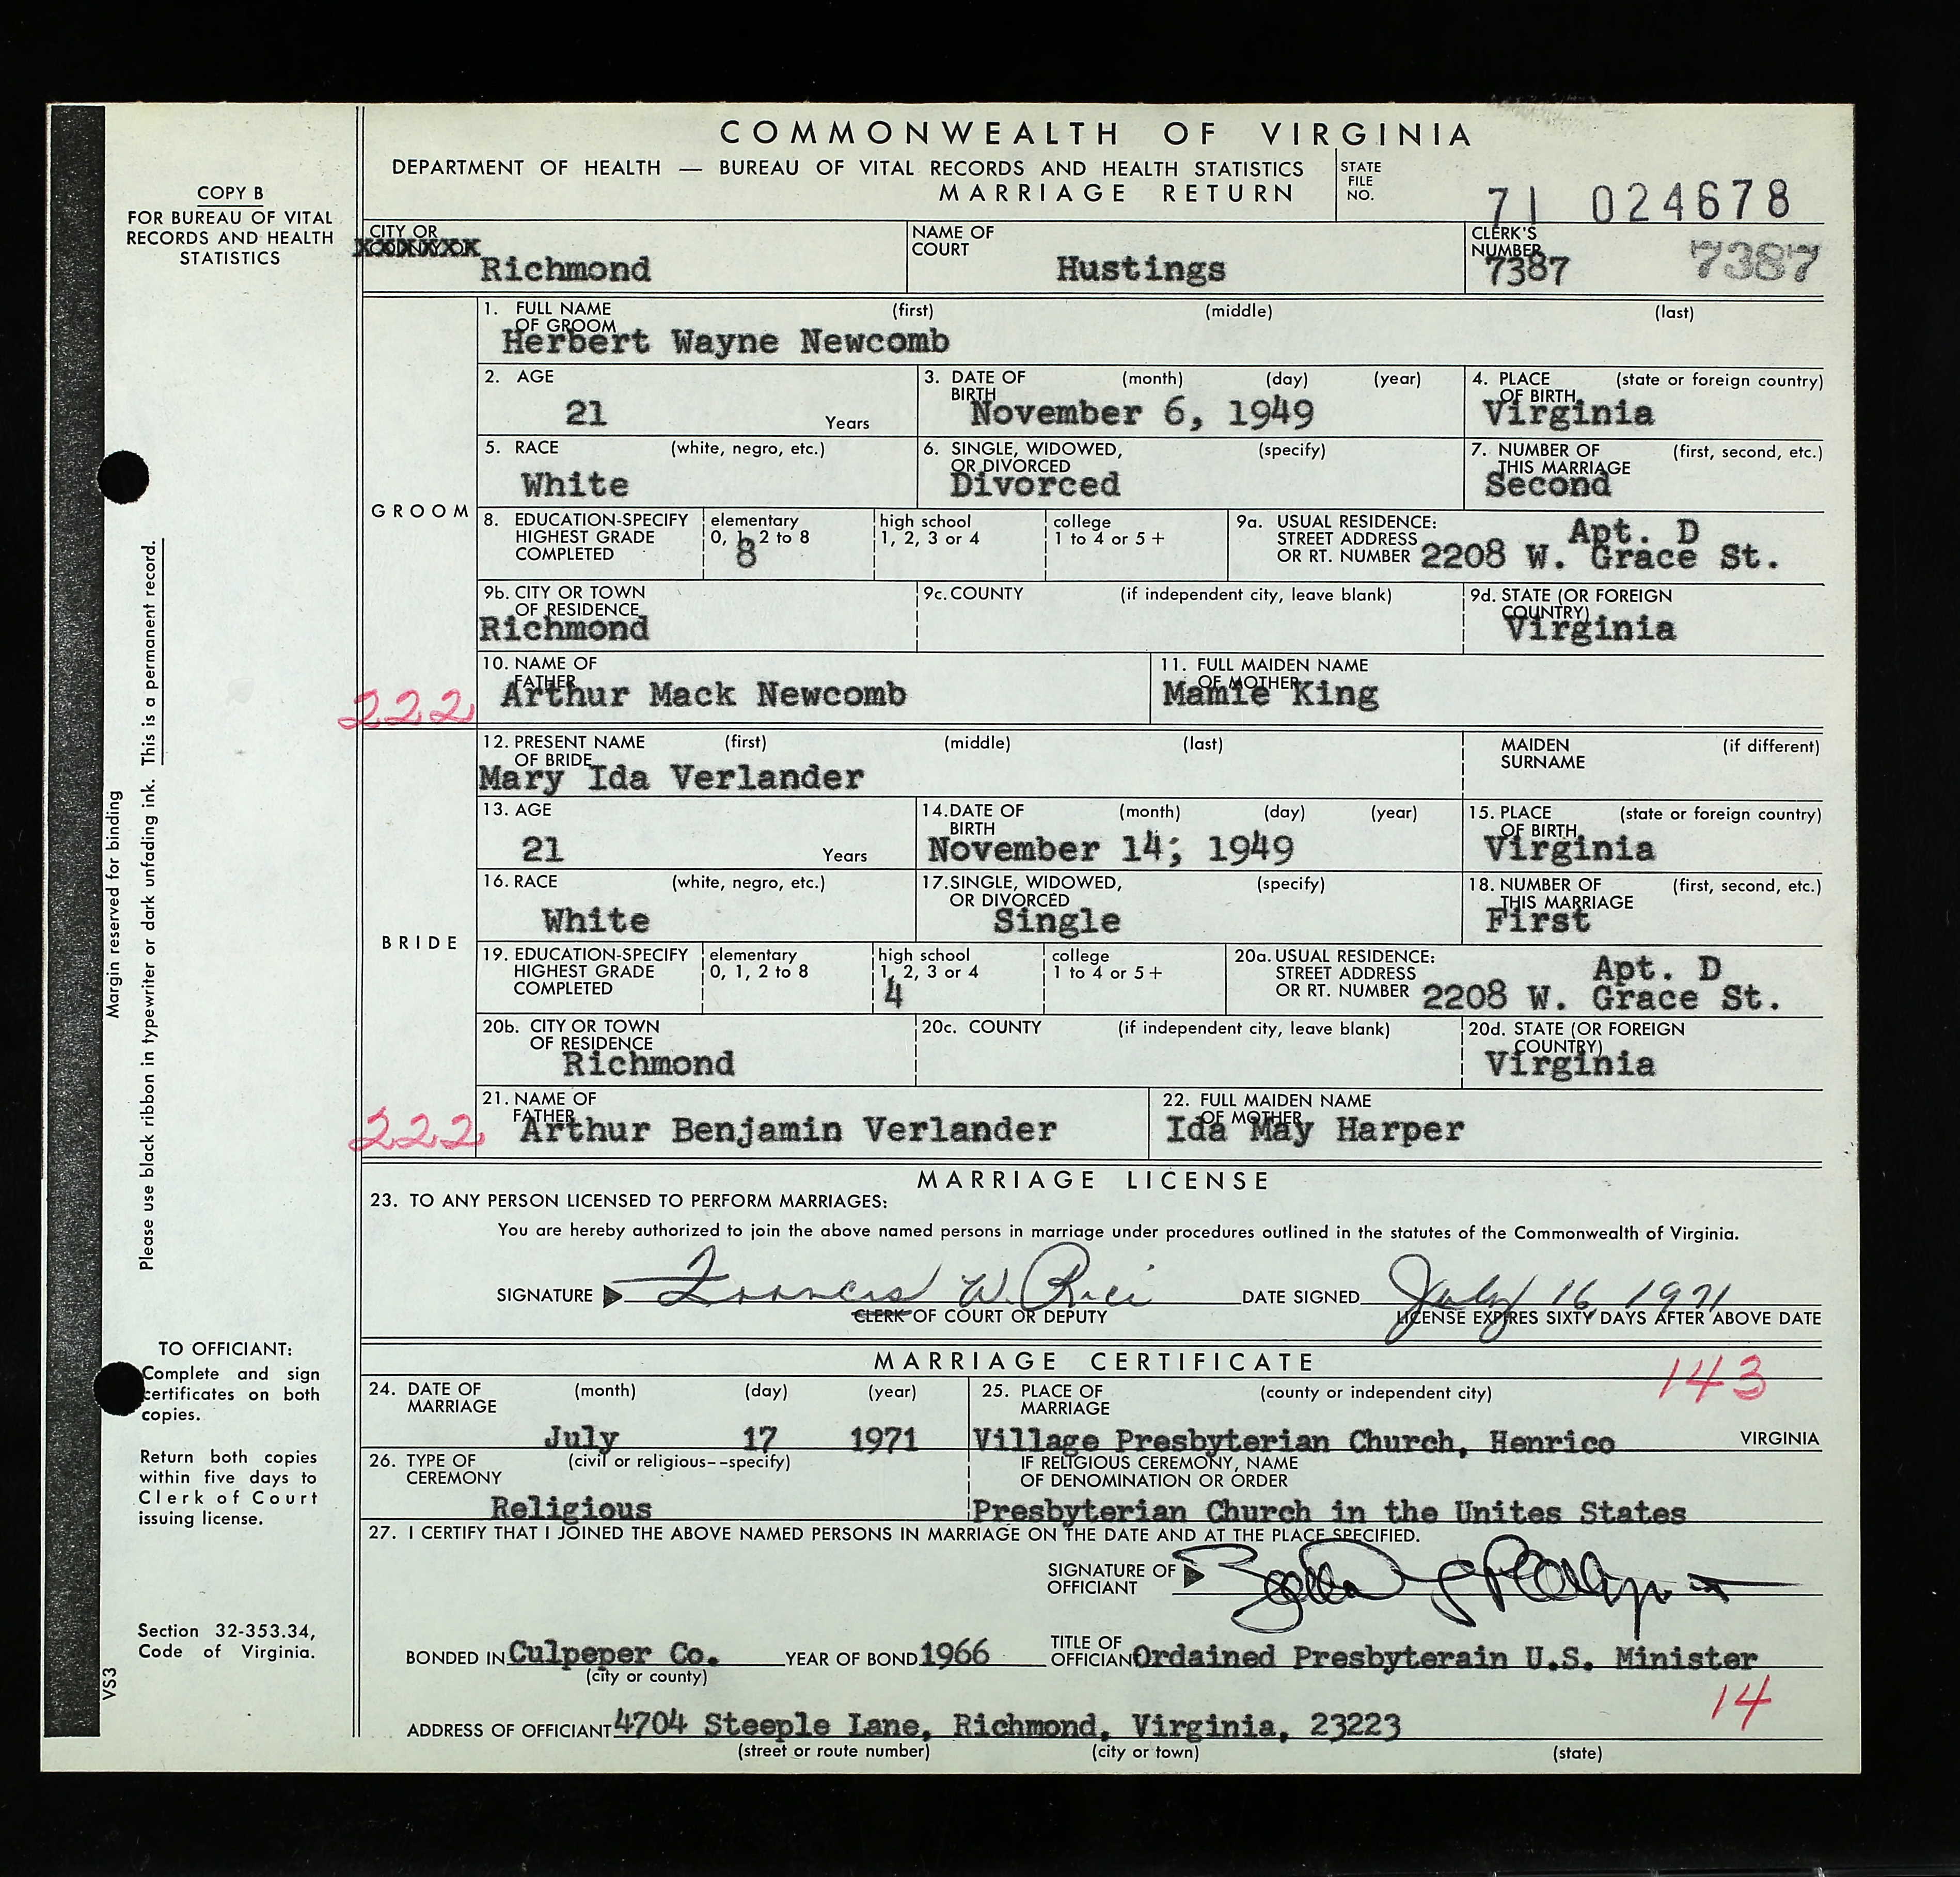 COMMONWEALTH OF VIRGINIA
DEPARTMENT OF HEALTH — BUREAU OF VITAL RECORDS AND HEALTH STATISTICS
MARRIAGE RETURN
STATE FILE NO. 71 024678
COPY B
FOR BUREAU OF VITAL
RECORDS AND HEALTH
STATISTICS
CITY OR
Richmond
NAME OF COURT
Hustings
CLERK'S NUMBER
7387 7387
GROOM
1. FULL NAME OF GROOM (first) (middle) (last)
Herbert Wayne Newcomb
2. AGE
21 Years
3. DATE OF BIRTH (month) (day) (year)
November 6, 1949
4. PLACE OF BIRTH (state or foreign country)
Virginia
5. RACE (white, negro, etc.)
White
6. SINGLE, WIDOWED, OR DIVORCED (specify)
Divorced
7. NUMBER OF THIS MARRIAGE (first, second, etc.)
Second
8. EDUCATION-SPECIFY HIGHEST GRADE COMPLETED
elementary 0, 1, 2 to 8
8
high school 1, 2, 3 or 4
college 1 to 4 or 5+
9a. USUAL RESIDENCE: STREET ADDRESS OR RT. NUMBER
Apt. D
2208 W. Grace St.
9b. CITY OR TOWN OF RESIDENCE
Richmond
9c. COUNTY (if independent city, leave blank)
9d. STATE (OR FOREIGN COUNTRY)
Virginia
10. NAME OF FATHER
Arthur Mack Newcomb
11. FULL MAIDEN NAME OF MOTHER
Mamie King
222
BRIDE
12. PRESENT NAME OF BRIDE (first) (middle) (last)
Mary Ida Verlander
MAIDEN SURNAME (if different)
13. AGE
21 Years
14. DATE OF BIRTH (month) (day) (year)
November 14; 1949
15. PLACE OF BIRTH (state or foreign country)
Virginia
16. RACE (white, negro, etc.)
White
17. SINGLE, WIDOWED, OR DIVORCED (specify)
Single
18. NUMBER OF THIS MARRIAGE (first, second, etc.)
First
19. EDUCATION-SPECIFY HIGHEST GRADE COMPLETED
elementary 0, 1, 2 to 8
high school 1, 2, 3 or 4
4
college 1 to 4 or 5+
20a. USUAL RESIDENCE: STREET ADDRESS OR RT. NUMBER
Apt. D
2208 W. Grace St.
20b. CITY OR TOWN OF RESIDENCE
Richmond
20c. COUNTY (if independent city, leave blank)
20d. STATE (OR FOREIGN COUNTRY)
Virginia
21. NAME OF FATHER
Arthur Benjamin Verlander
22. FULL MAIDEN NAME OF MOTHER
Ida May Harper
222
MARRIAGE LICENSE
23. TO ANY PERSON LICENSED TO PERFORM MARRIAGES:
You are hereby authorized to join the above named persons in marriage under procedures outlined in the statutes of the Commonwealth of Virginia.
SIGNATURE Francis W. DATE SIGNED July 16, 1971
CLERK OF COURT OR DEPUTY LICENSE EXPIRES SIXTY DAYS AFTER ABOVE DATE
MARRIAGE CERTIFICATE
143
24. DATE OF MARRIAGE (month) (day) (year)
July 17 1971
25. PLACE OF MARRIAGE (county or independent city)
Village Presbyterian Church, Henrico VIRGINIA
26. TYPE OF CEREMONY (civil or religious--specify)
Religious
IF RELIGIOUS CEREMONY, NAME OF DENOMINATION OR ORDER
Presbyterian Church in the Unites States
27. I CERTIFY THAT I JOINED THE ABOVE NAMED PERSONS IN MARRIAGE ON THE DATE AND AT THE PLACE SPECIFIED.
SIGNATURE OF OFFICIANT
BONDED IN Culpeper Co. YEAR OF BOND 1966 TITLE OF OFFICIANT Ordained Presbyterain U.S. Minister
(city or county)
14
ADDRESS OF OFFICIANT 4704 Steeple Lane, Richmond, Virginia, 23223
(street or route number) (city or town) (state)
Margin reserved for binding
Please use black ribbon in typewriter or dark unfading ink. This is a permanent record.
TO OFFICIANT:
Complete and sign
certificates on both
copies.
Return both copies
within five days to
Clerk of Court
issuing license.
Section 32-353.34,
Code of Virginia.
VS3